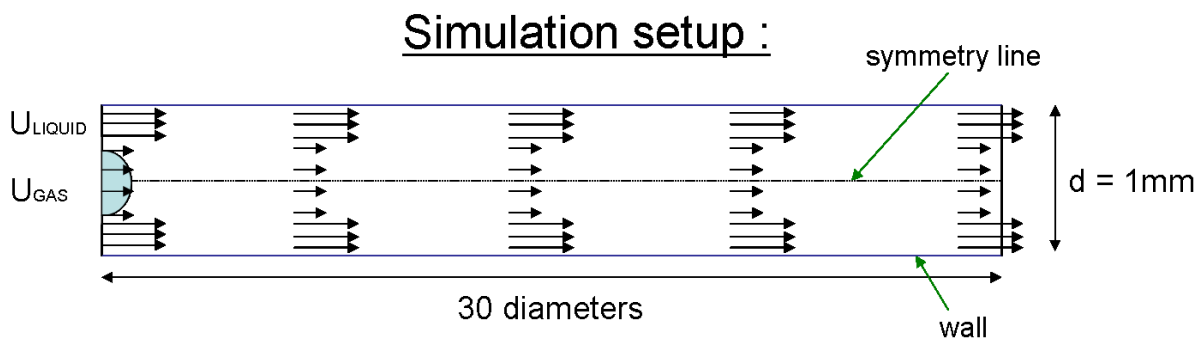 Simulation setup :
symmetry line
ULIQUID
UGAS
d = 1mm
30 diameters
wall